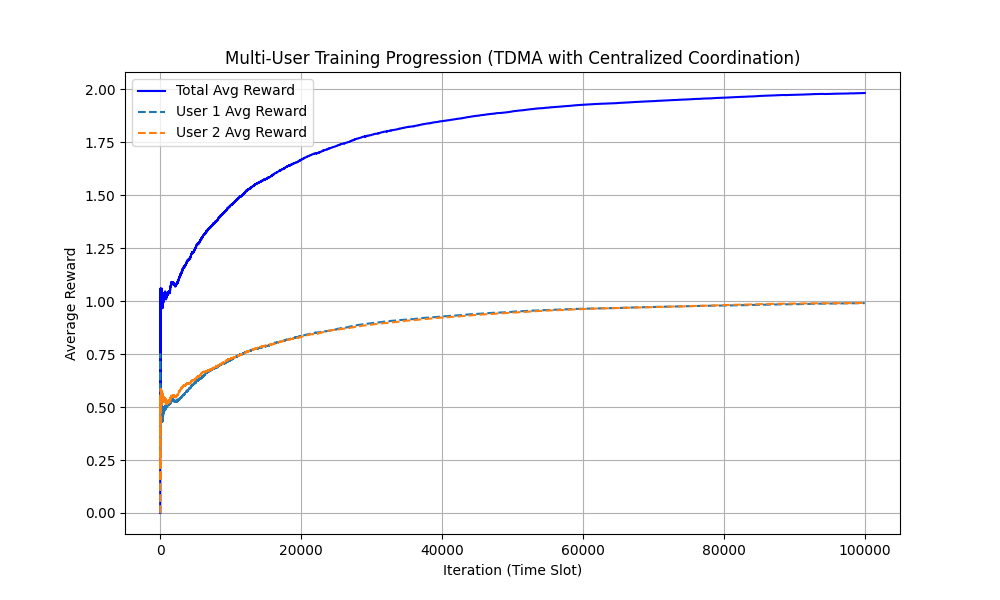 Multi-User Training Progression (TDMA with Centralized Coordination)
Total Avg Reward
User 1 Avg Reward
User 2 Avg Reward
2.00
1.75
1.50
1.25
1.00
0.75
0.50
0.25
0.00
Average Reward
0 20000 40000 60000 80000 100000
Iteration (Time Slot)